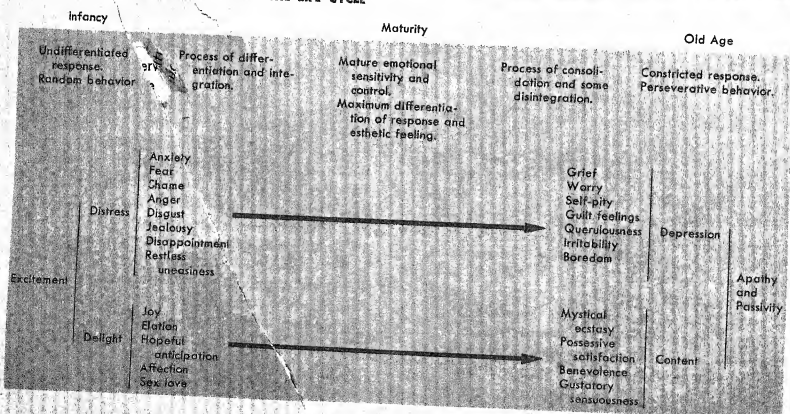 Infancy
Maturity
Old Age
Undifferentiated
response.
Random behavior
Process of differ-
entiation and inte-
gration.
Mature emotional
sensitivity and
control.
Maximum differentia-
tion of response and
esthetic feeling.
Process of consoli-
dation and some
disintegration.
Constricted response.
Perseverative behavior.
Excitement
Distress
Anxiety
Fear
Shame
Anger
Disgust
Jealousy
Disappointment
Restless
uneasiness
Delight
Joy
Elation
Hopeful
anticipation
Affection
Sex love
Grief
Worry
Self-pity
Guilt feelings
Querulousness
Irritability
Boredom
Depression
Mystical
ecstasy
Possessive
satisfaction
Benevolence
Gustatory
sensuousness
Content
Apathy
and
Passivity